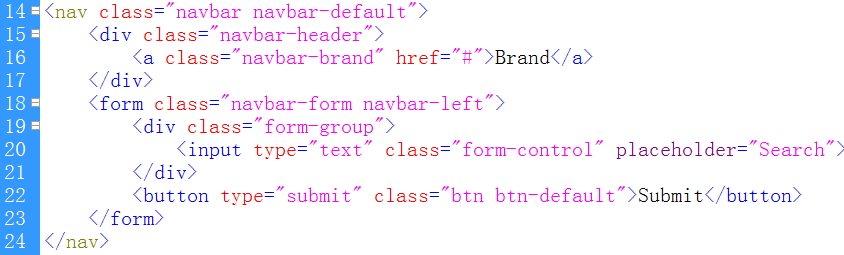 14 <nav class="navbar navbar-default">
15     <div class="navbar-header">
16         <a class="navbar-brand" href="#">Brand</a>
17     </div>
18     <form class="navbar-form navbar-left">
19         <div class="form-group">
20             <input type="text" class="form-control" placeholder="Search">
21         </div>
22         <button type="submit" class="btn btn-default">Submit</button>
23     </form>
24 </nav>